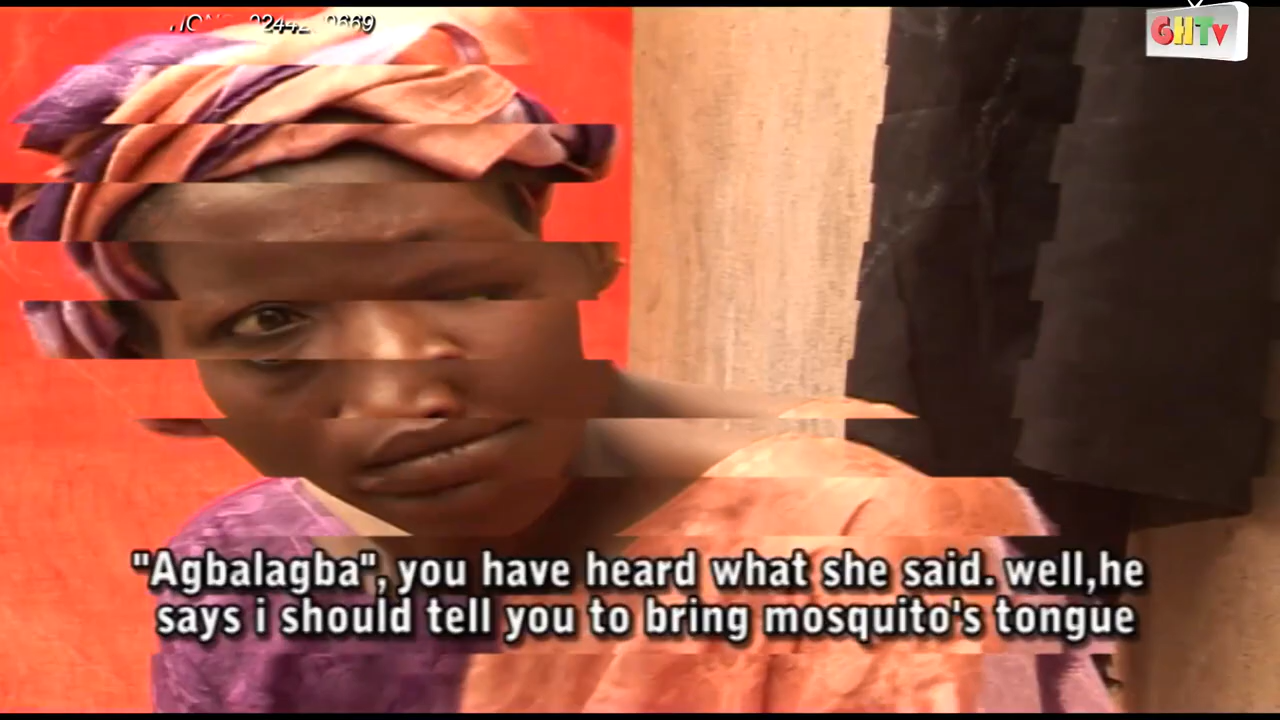 GHTv
"Agbalagba", you have heard what she said. well,he
says i should tell you to bring mosquito's tongue